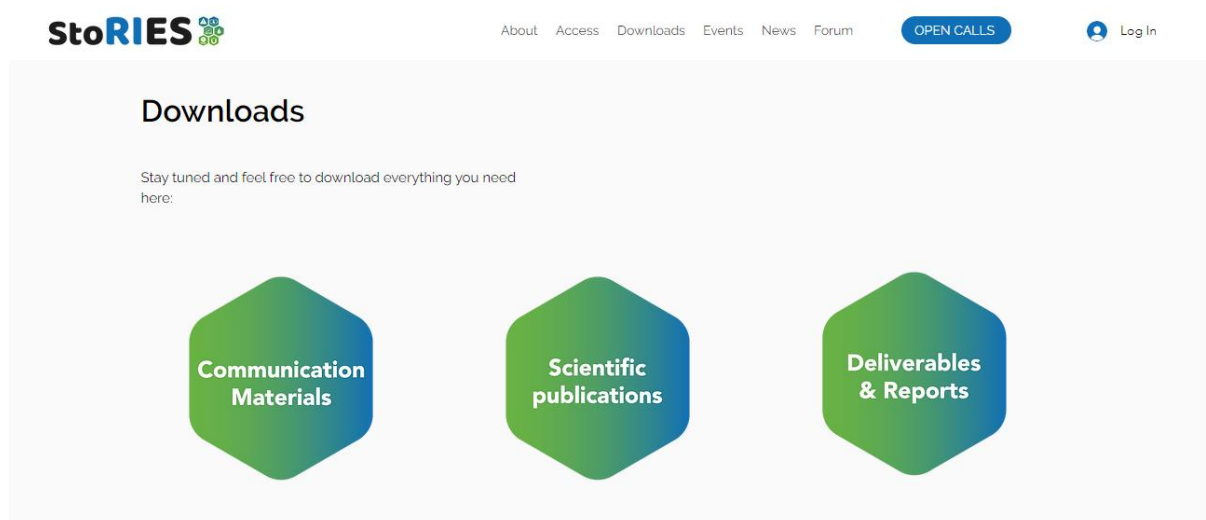 StoRIES
About Access Downloads Events News Forum OPEN CALLS Log In
Downloads
Stay tuned and feel free to download everything you need
here:
Communication
Materials
Scientific
publications
Deliverables
& Reports